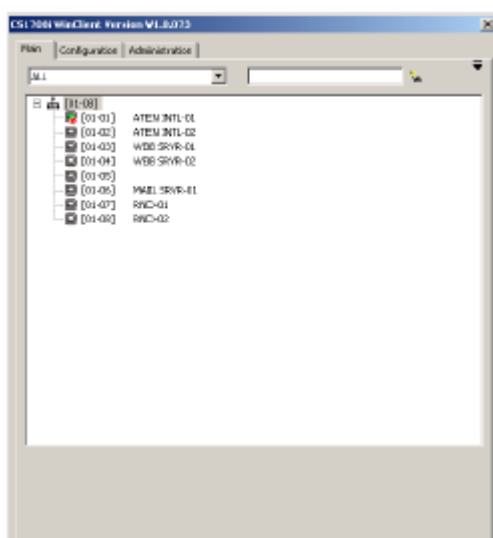 CS1708i WinClient Version V1.0.073
Main Configuration Administration
ALL
[01-08]
[01-01] ATEN INTL-01
[01-02] ATEN INTL-02
[01-03] WEB SRVR-01
[01-04] WEB SRVR-02
[01-05]
[01-06] MAIL SRVR-01
[01-07] RND-01
[01-08] RND-02